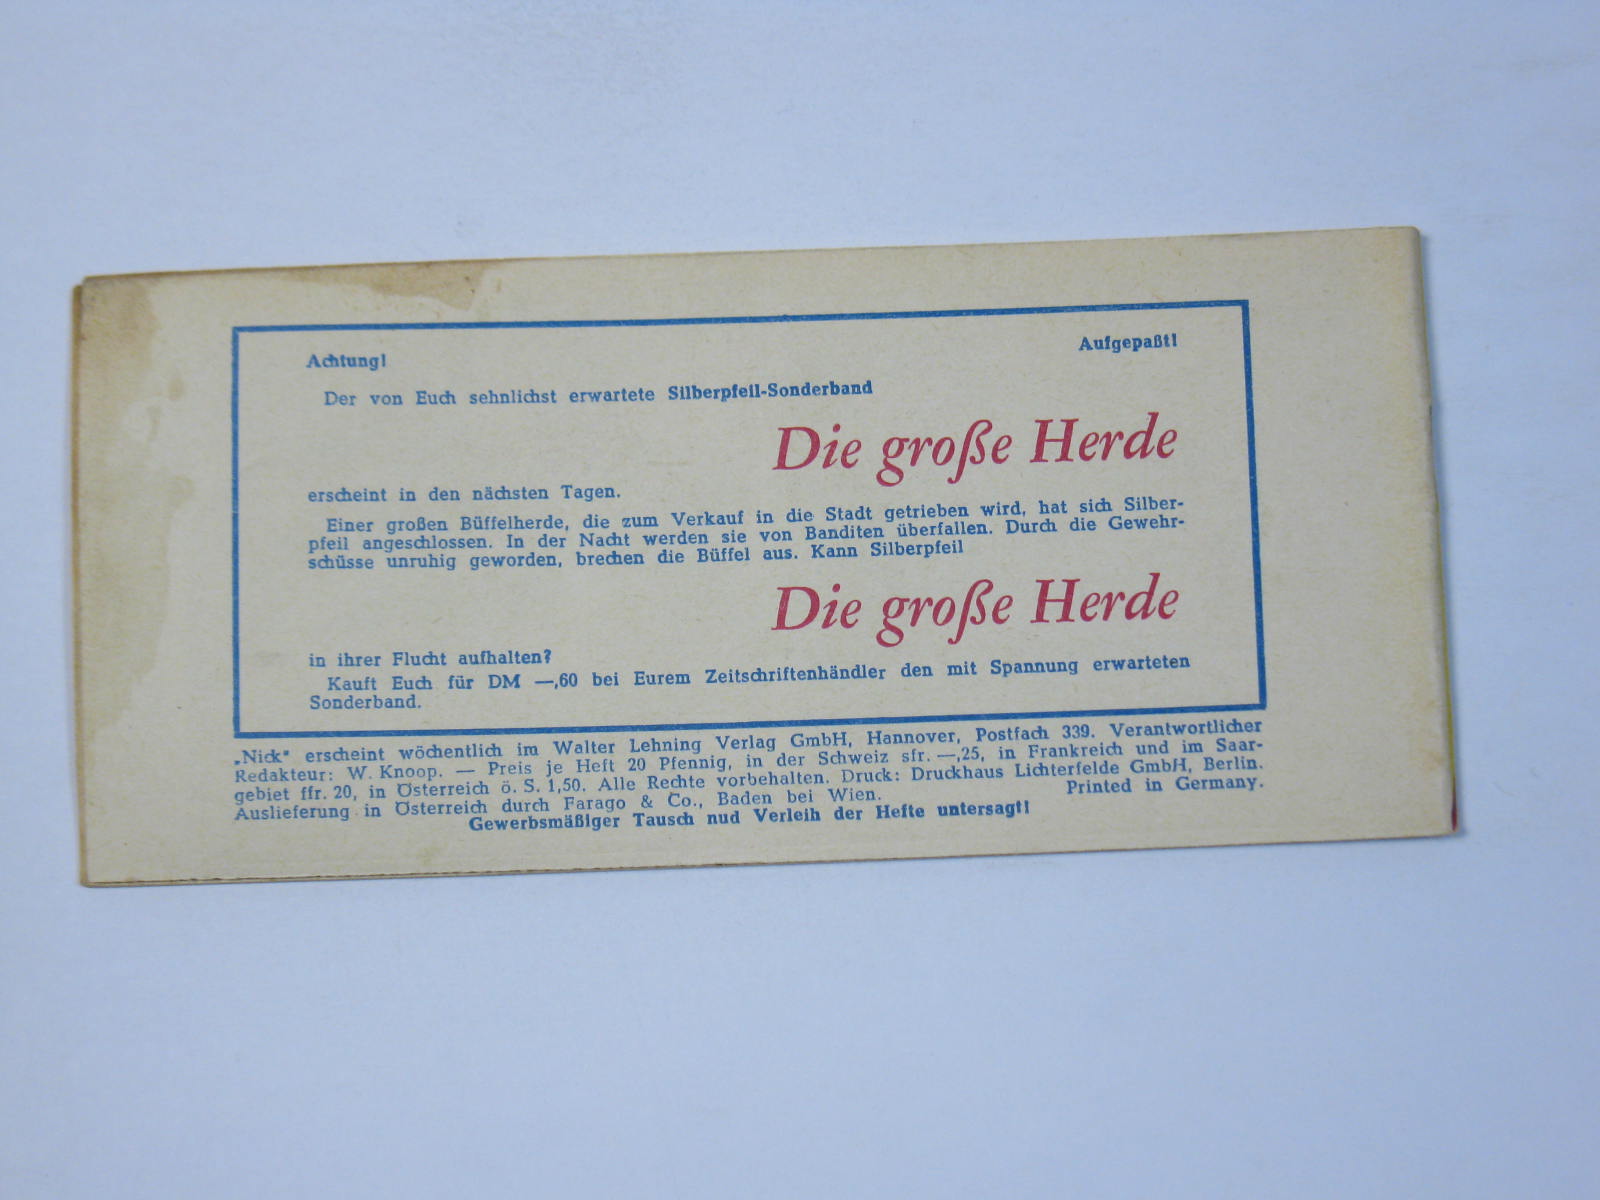 Achtung! Aufgepaßt!
Der von Euch sehnlichst erwartete Silberpfeil-Sonderband
Die große Herde
erscheint in den nächsten Tagen.
Einer großen Büffelherde, die zum Verkauf in die Stadt getrieben wird, hat sich Silber-
pfeil angeschlossen. In der Nacht werden sie von Banditen überfallen. Durch die Gewehr-
schüsse unruhig geworden, brechen die Büffel aus. Kann Silberpfeil
Die große Herde
in ihrer Flucht aufhalten?
Kauft Euch für DM —,60 bei Eurem Zeitschriftenhändler den mit Spannung erwarteten
Sonderband.
„Nick" erscheint wöchentlich im Walter Lehning Verlag GmbH, Hannover, Postfach 339. Verantwortlicher
Redakteur: W. Knoop. — Preis je Heft 20 Pfennig, in der Schweiz sfr. —,25, in Frankreich und im Saar-
gebiet ffr. 20, in Österreich ö. S. 1,50. Alle Rechte vorbehalten. Druck: Druckhaus Lichterfelde GmbH, Berlin.
Auslieferung in Österreich durch Farago & Co., Baden bei Wien. Printed in Germany.
Gewerbsmäßiger Tausch nud Verleih der Hefte untersagt!